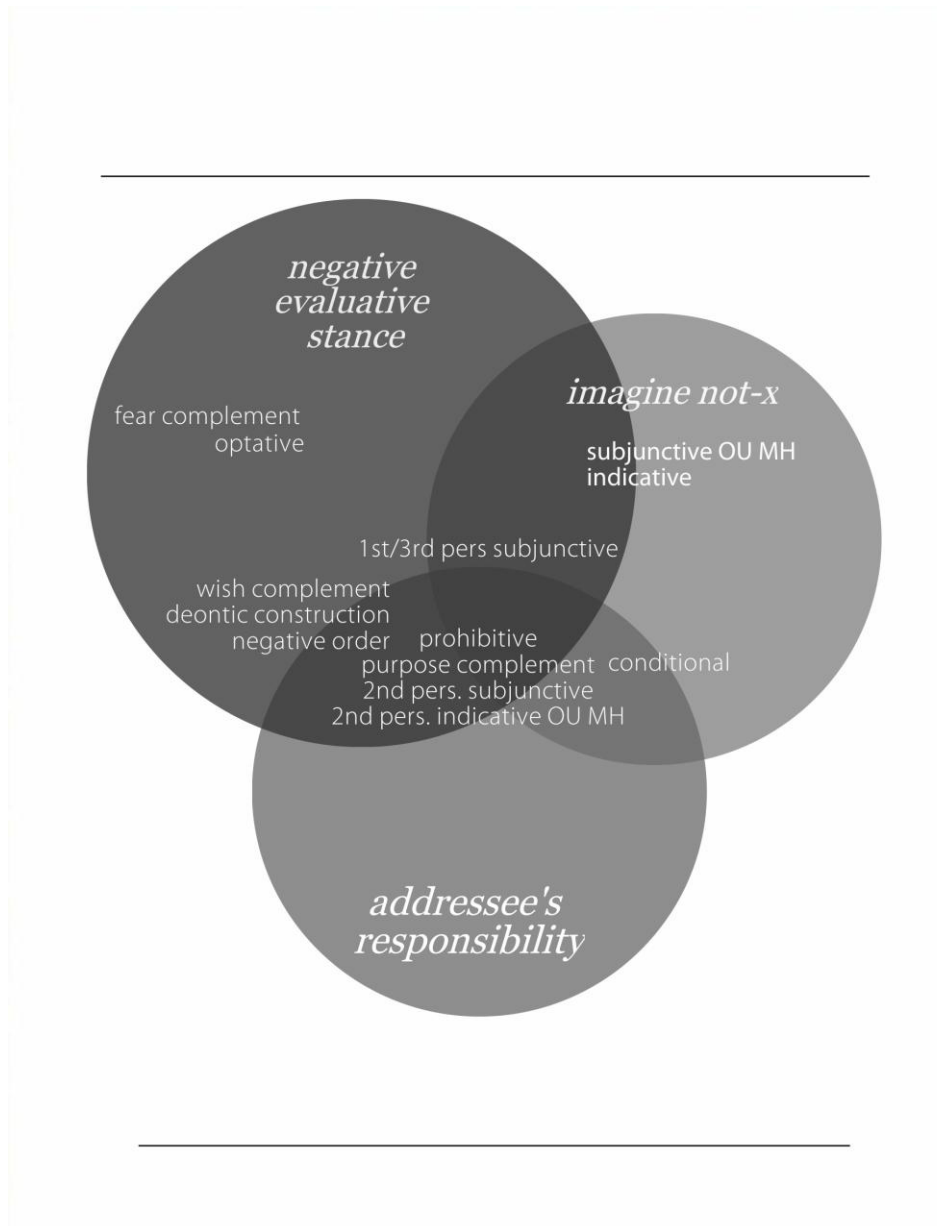 negative
evaluative
stance
imagine not-x
fear complement
optative
subjunctive OU MH
indicative
1st/3rd pers subjunctive
wish complement
deontic construction
negative order
prohibitive
purpose complement
conditional
2nd pers. subjunctive
2nd pers. indicative OU MH
addressee's
responsibility